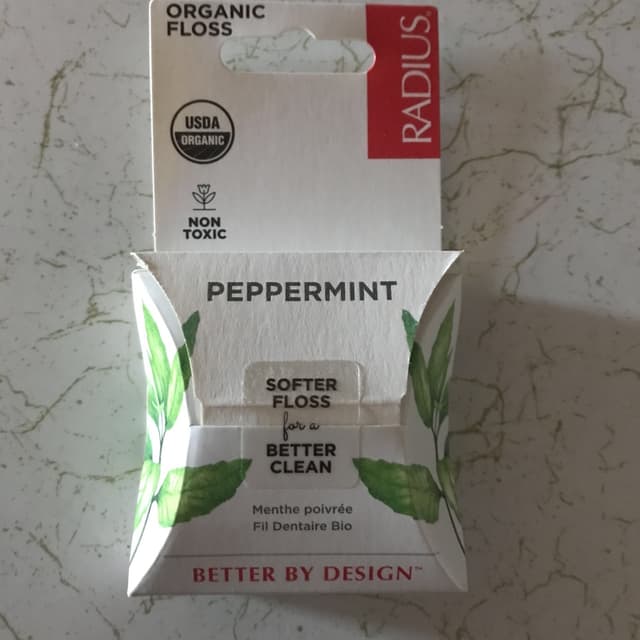 ORGANIC
FLOSS
RADIUS®
USDA
ORGANIC
NON
TOXIC
PEPPERMINT
SOFTER
FLOSS
for a
BETTER
CLEAN
Menthe poivrée
Fil Dentaire Bio
BETTER BY DESIGN™